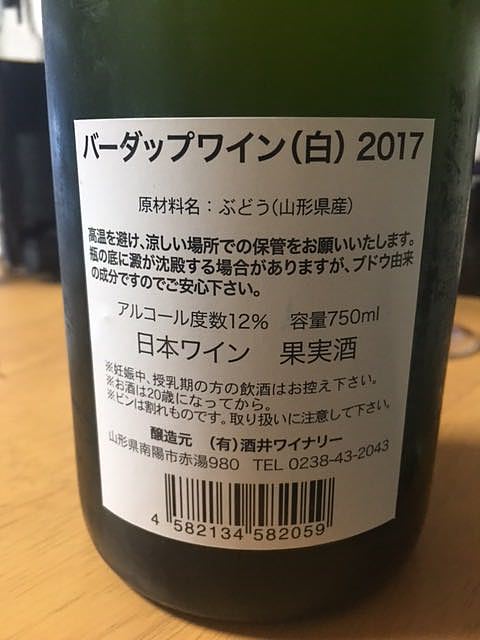 バーダップワイン(白) 2017
原材料名：ぶどう(山形県産)
高温を避け、涼しい場所での保管をお願いいたします。
瓶の底に澱が沈殿する場合がありますが、ブドウ由来
の成分ですのでご安心下さい。
アルコール度数12% 容量750ml
日本ワイン 果実酒
※妊娠中、授乳期の方の飲酒はお控え下さい。
※お酒は20歳になってから。
※ビンは割れものです。取り扱いに注意して下さい。
醸造元 (有)酒井ワイナリー
山形県南陽市赤湯980 TEL 0238-43-2043
4 582134 582059